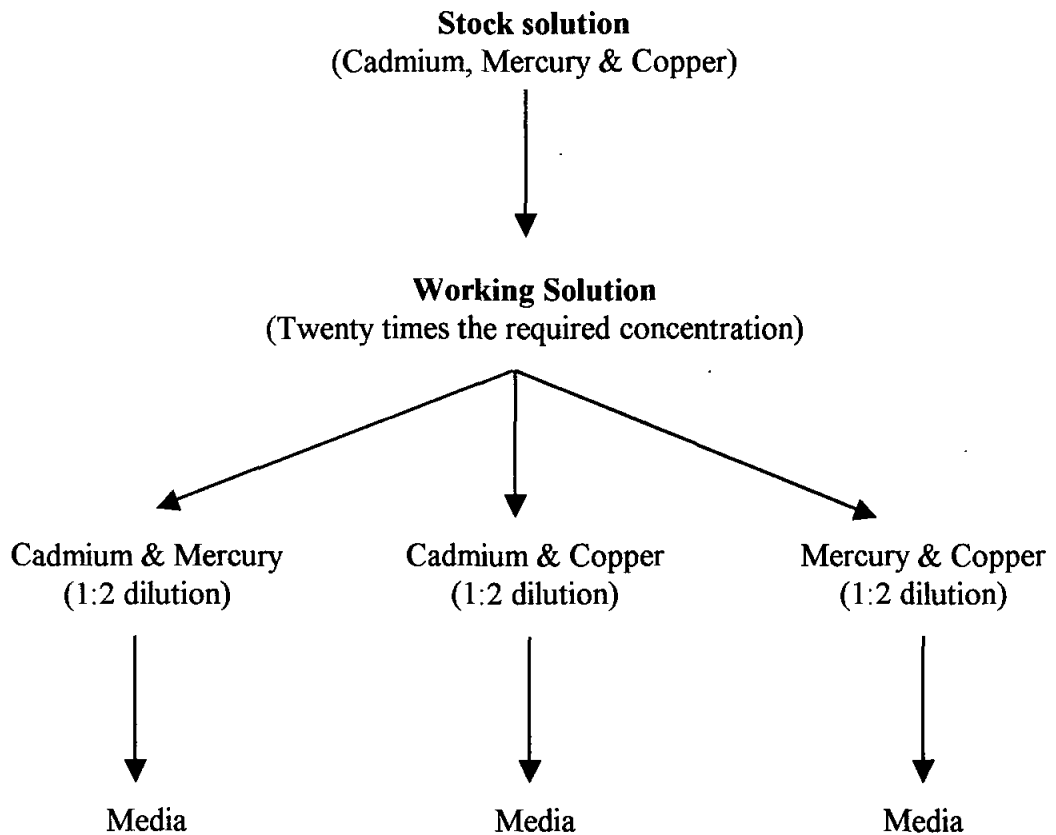 Stock solution
(Cadmium, Mercury & Copper)
Working Solution
(Twenty times the required concentration)
Cadmium & Mercury
(1:2 dilution)
Cadmium & Copper
(1:2 dilution)
Mercury & Copper
(1:2 dilution)
Media
Media
Media